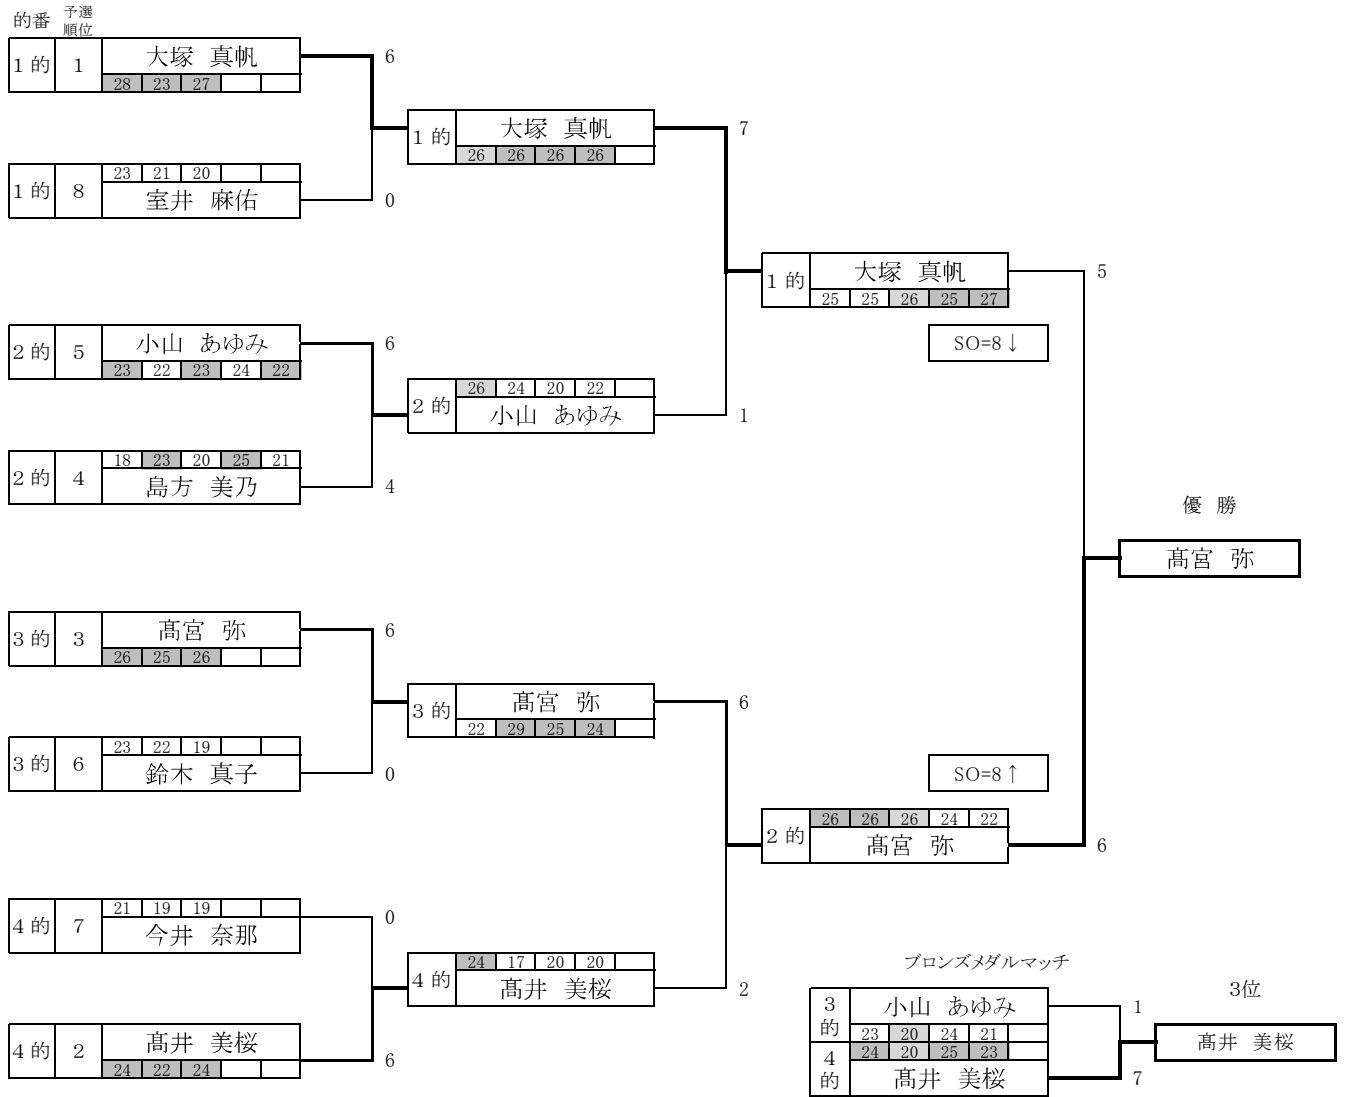 的番 予選順位
1 的 1 大塚 真帆 6
28 23 27
1 的 大塚 真帆 7
26 26 26 26
1 的 8 23 21 20
室井 麻佑 0
1 的 大塚 真帆 5
25 25 26 25 27
SO=8↓
2 的 5 小山 あゆみ 6
23 22 23 24 22
2 的 26 24 20 22
小山 あゆみ 1
2 的 4 18 23 20 25 21
島方 美乃 4
優 勝
髙宮 弥
3 的 3 髙宮 弥 6
26 25 26
3 的 髙宮 弥 6
22 29 25 24
3 的 6 23 22 19
鈴木 真子 0
SO=8↑
2 的 26 26 26 24 22
髙宮 弥 6
4 的 7 21 19 19 0
今井 奈那
4 的 24 17 20 20
髙井 美桜 2
4 的 2 髙井 美桜 6
24 22 24
ブロンズメダルマッチ
3位
3 的 小山 あゆみ 1
23 20 24 21
髙井 美桜
4 的 24 20 25 23
髙井 美桜 7